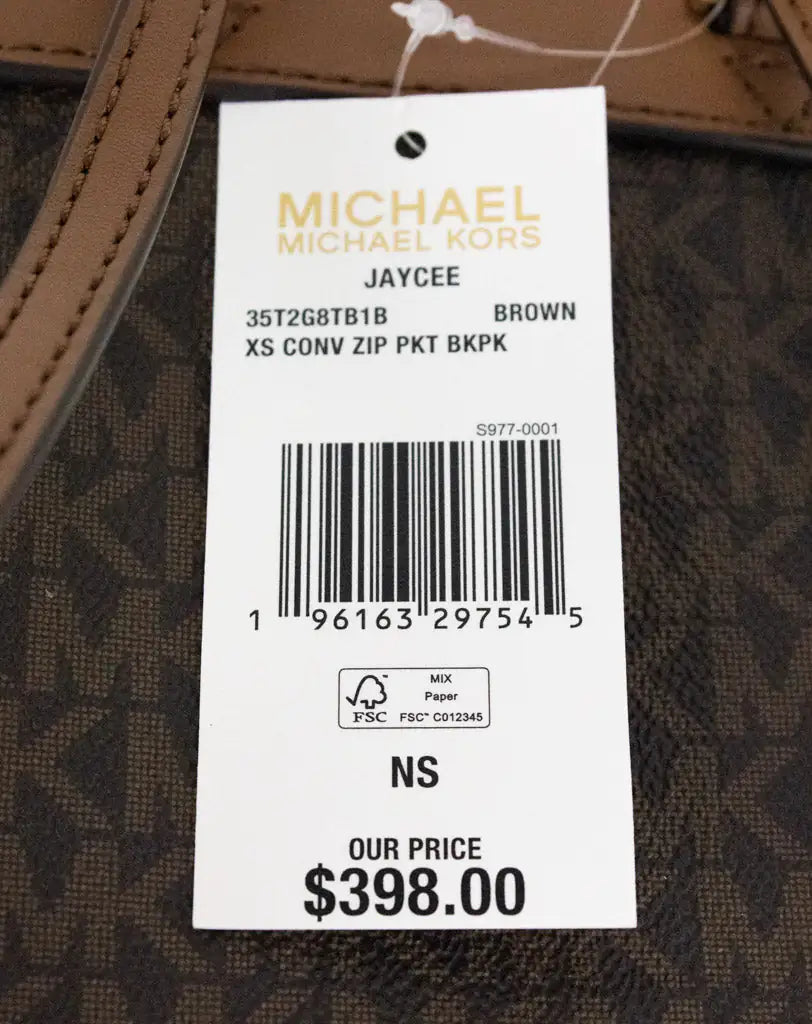 MICHAEL
MICHAEL KORS
JAYCEE
35T2G8TB1B BROWN
XS CONV ZIP PKT BKPK
S977-0001
1 96163 29754 5
MIX
Paper
FSC FSC™ C012345
NS
OUR PRICE
$398.00